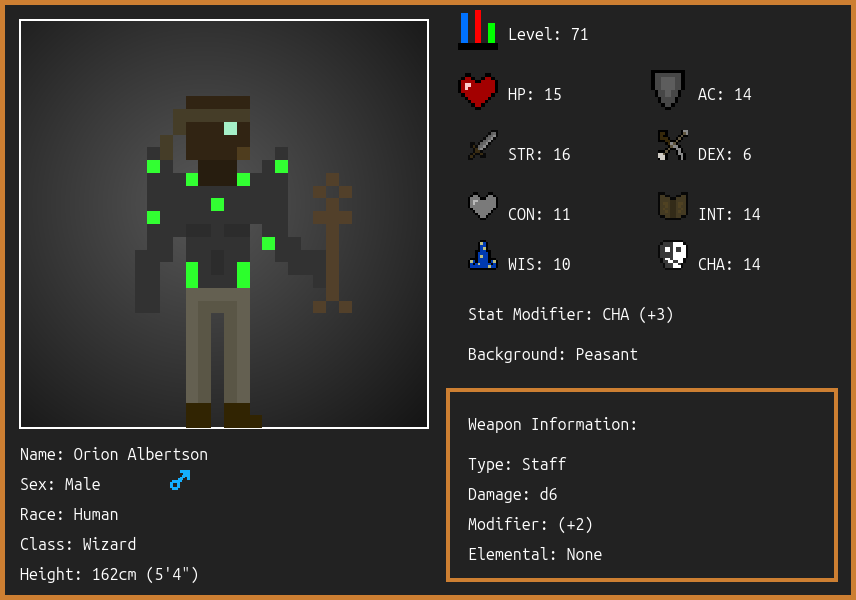 Level: 71
HP: 15
AC: 14
STR: 16
DEX: 6
CON: 11
INT: 14
WIS: 10
CHA: 14
Stat Modifier: CHA (+3)
Background: Peasant
Weapon Information:
Type: Staff
Damage: d6
Modifier: (+2)
Elemental: None
Name: Orion Albertson
Sex: Male
Race: Human
Class: Wizard
Height: 162cm (5'4")